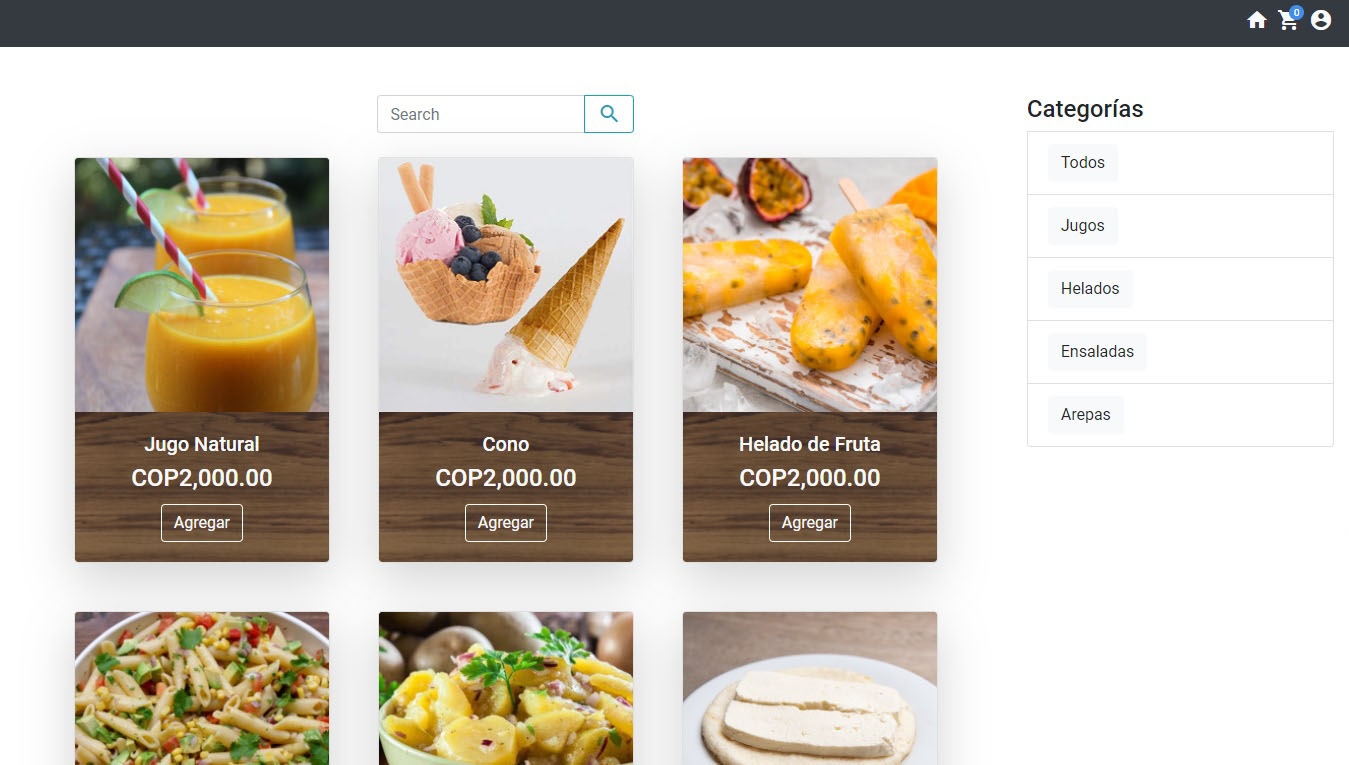 0
Search
Categorías
Todos
Jugos
Helados
Ensaladas
Arepas
Jugo Natural
COP2,000.00
Agregar
Cono
COP2,000.00
Agregar
Helado de Fruta
COP2,000.00
Agregar